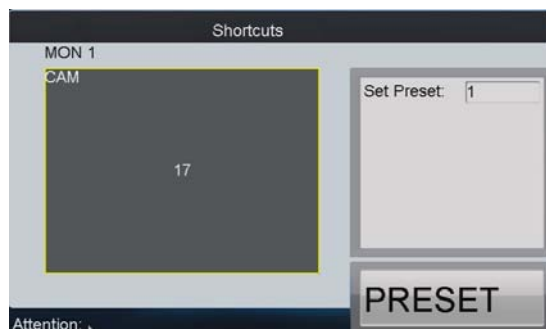 Shortcuts
MON 1
CAM
Set Preset: 1
17
PRESET
Attention: